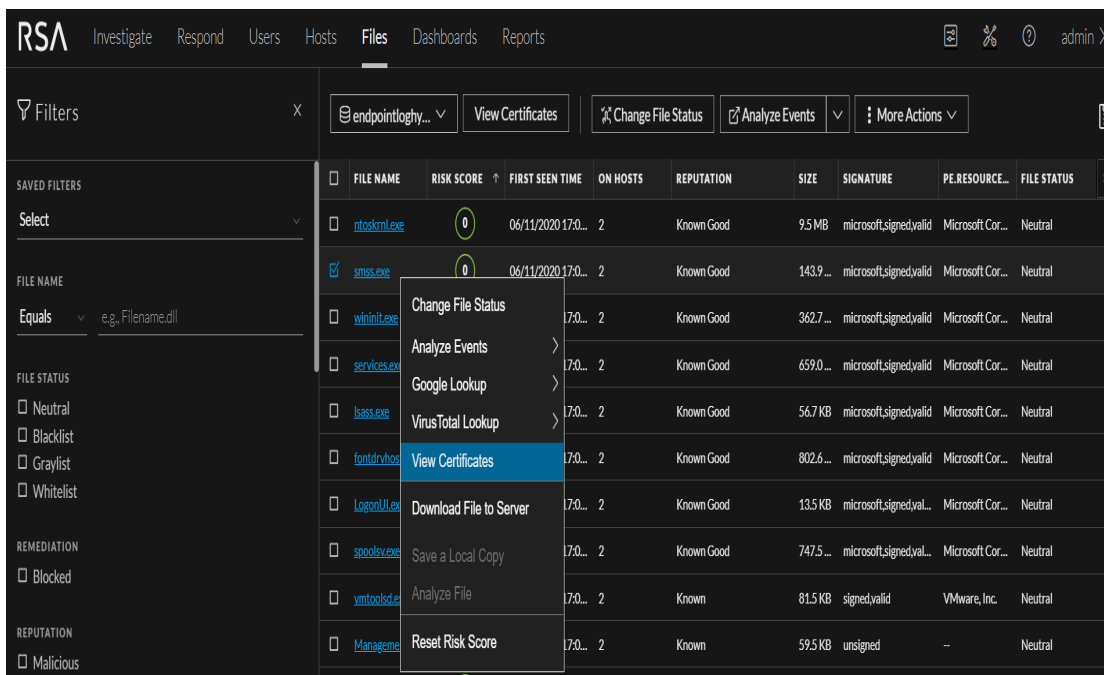 RSA Investigate Respond Users Hosts Files Dashboards Reports admin
Filters X
endpointloghy... View Certificates Change File Status Analyze Events More Actions
SAVED FILTERS
Select
FILE NAME
Equals e.g., Filename.dll
FILE STATUS
Neutral
Blacklist
Graylist
Whitelist
REMEDIATION
Blocked
REPUTATION
Malicious
FILE NAME RISK SCORE ↑ FIRST SEEN TIME ON HOSTS REPUTATION SIZE SIGNATURE PE.RESOURCE... FILE STATUS
ntoskrnl.exe 0 06/11/2020 17:0... 2 Known Good 9.5 MB microsoft,signed,valid Microsoft Cor... Neutral
smss.exe 0 06/11/2020 17:0... 2 Known Good 143.9 ... microsoft,signed,valid Microsoft Cor... Neutral
wininit.exe 17:0... 2 Known Good 362.7 ... microsoft,signed,valid Microsoft Cor... Neutral
services.exe 17:0... 2 Known Good 659.0 ... microsoft,signed,valid Microsoft Cor... Neutral
lsass.exe 17:0... 2 Known Good 56.7 KB microsoft,signed,valid Microsoft Cor... Neutral
fontdrvhos 17:0... 2 Known Good 802.6 ... microsoft,signed,valid Microsoft Cor... Neutral
LogonUI.ex 17:0... 2 Known Good 13.5 KB microsoft,signed,val... Microsoft Cor... Neutral
spoolsv.exe 17:0... 2 Known Good 747.5 ... microsoft,signed,val... Microsoft Cor... Neutral
vmtoolsd.e 17:0... 2 Known 81.5 KB signed,valid VMware, Inc. Neutral
Manageme 17:0... 2 Known 59.5 KB unsigned -- Neutral
Change File Status
Analyze Events
Google Lookup
VirusTotal Lookup
View Certificates
Download File to Server
Save a Local Copy
Analyze File
Reset Risk Score